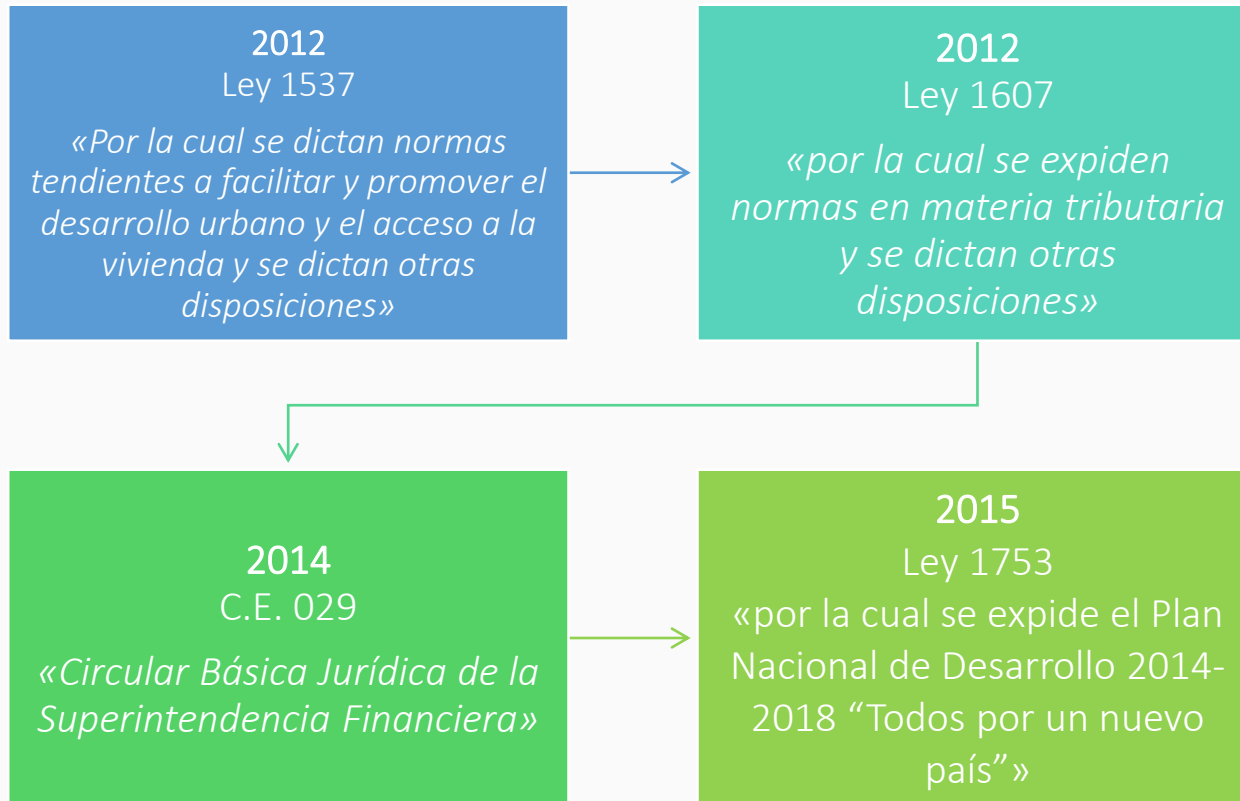 2012
Ley 1537
«Por la cual se dictan normas
tendientes a facilitar y promover el
desarrollo urbano y el acceso a la
vivienda y se dictan otras
disposiciones»
2012
Ley 1607
«por la cual se expiden
normas en materia tributaria
y se dictan otras
disposiciones»
2014
C.E. 029
«Circular Básica Jurídica de la
Superintendencia Financiera»
2015
Ley 1753
«por la cual se expide el Plan
Nacional de Desarrollo 2014-
2018 “Todos por un nuevo
país”»